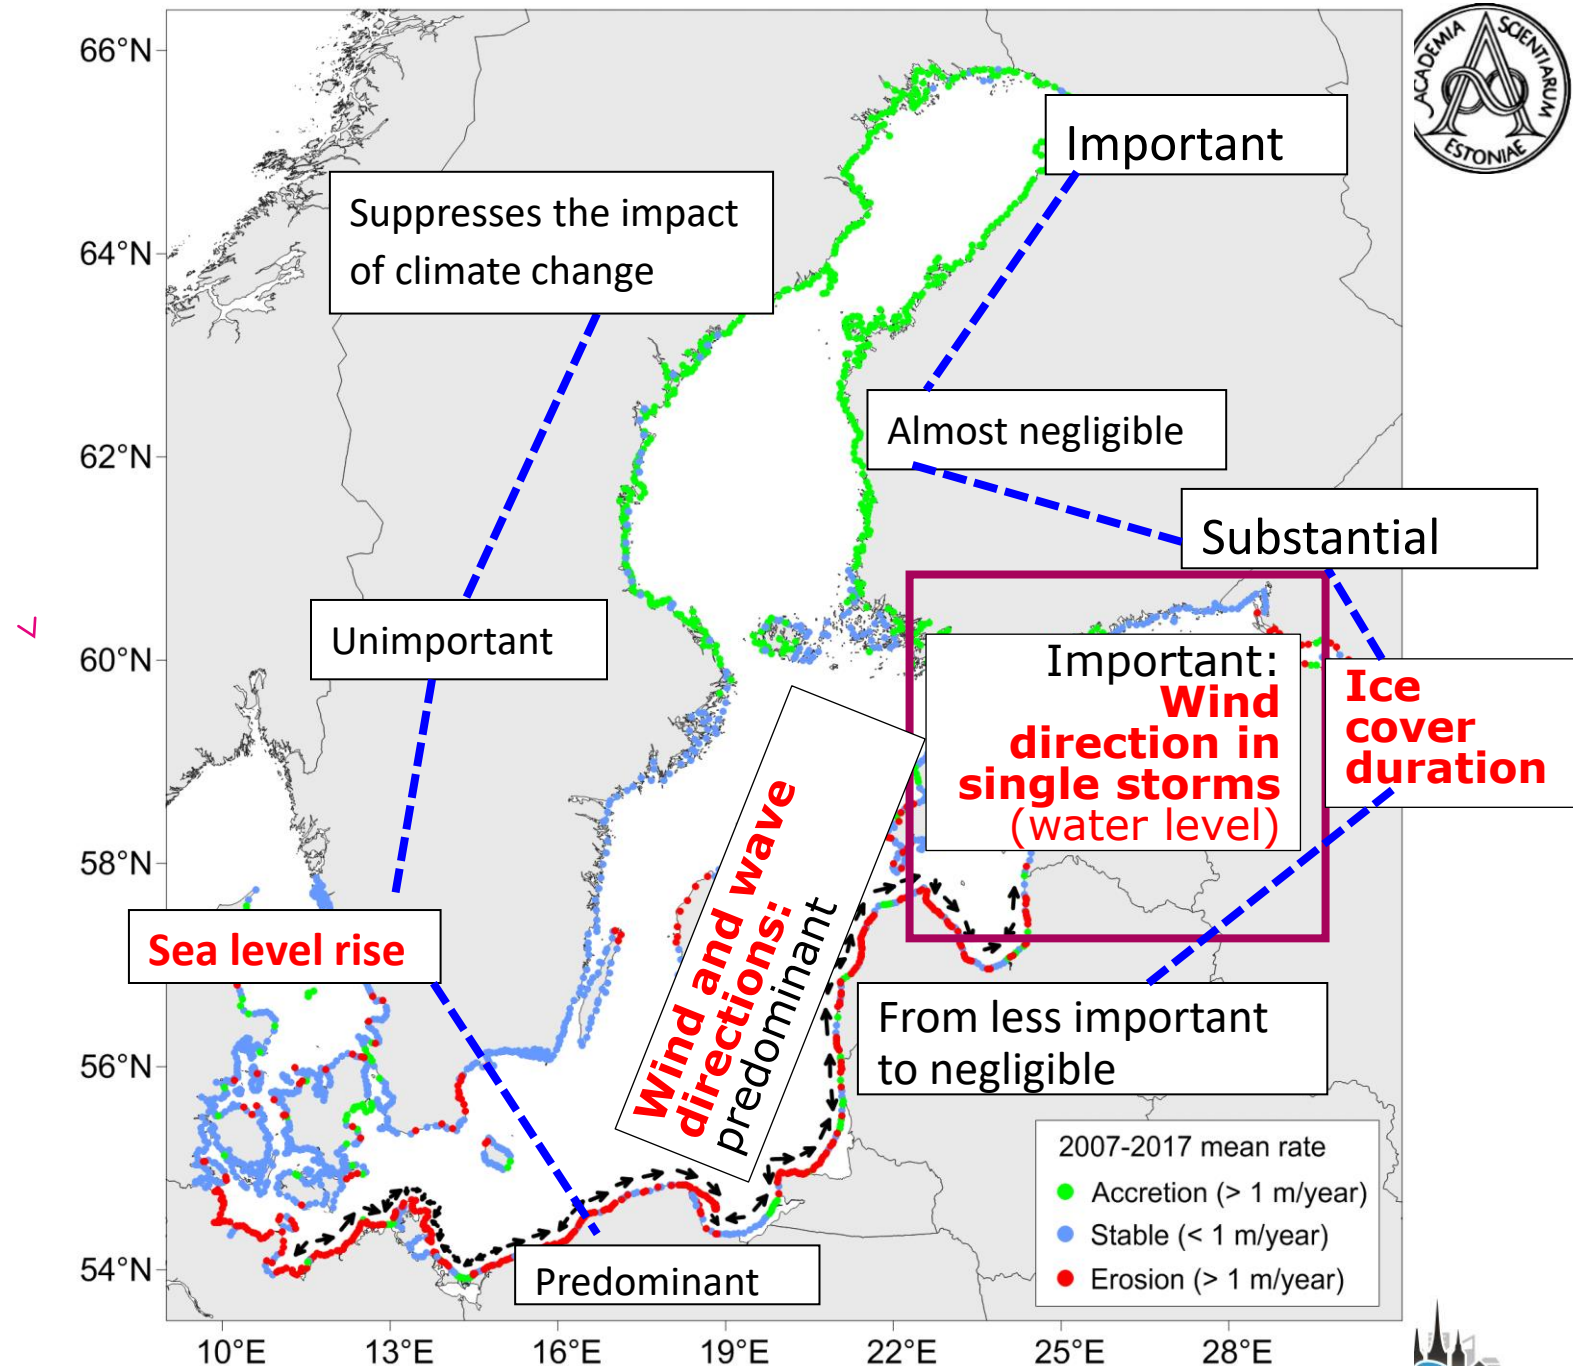 66°N
64°N
62°N
60°N
58°N
56°N
54°N
10°E
13°E
16°E
19°E
22°E
25°E
28°E
ACADEMIA SCIENTIARUM
ESTONIAE
Important
Suppresses the impact
of climate change
Almost negligible
Substantial
Unimportant
Important:
Wind
direction in
single storms
(water level)
Ice
cover
duration
Wind and wave
directions:
predominant
Sea level rise
From less important
to negligible
Predominant
2007-2017 mean rate
Accretion (> 1 m/year)
Stable (< 1 m/year)
Erosion (> 1 m/year)